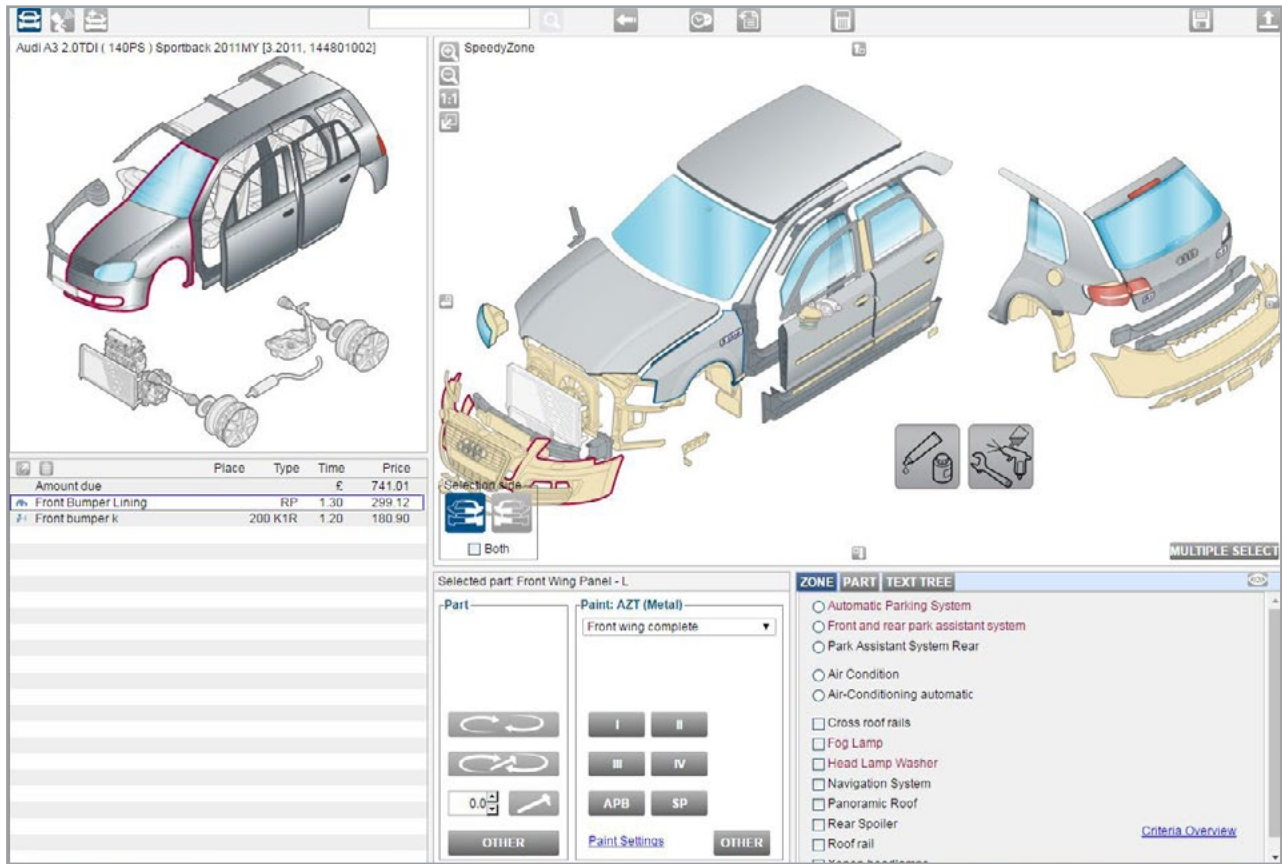 Audi A3 2.0TDI ( 140PS ) Sportback 2011MY [3.2011, 144801002]
SpeedyZone
1:1
Place Type Time Price
Amount due £ 741.01
Front Bumper Lining RP 1.30 299.12
Front bumper k 200 K1R 1.20 180.90
Selection side
Both
MULTIPLE SELECT
Selected part: Front Wing Panel - L
Part
0.0
OTHER
Paint: AZT (Metal)
Front wing complete
I II
III IV
APB SP
Paint Settings OTHER
ZONE PART TEXT TREE
Automatic Parking System
Front and rear park assistant system
Park Assistant System Rear
Air Condition
Air-Conditioning automatic
Cross roof rails
Fog Lamp
Head Lamp Washer
Navigation System
Panoramic Roof
Rear Spoiler
Roof rail
Criteria Overview